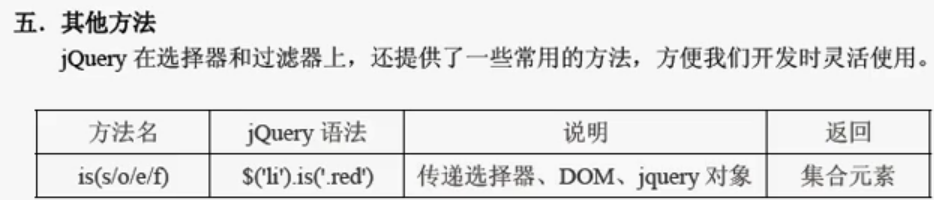 五．其他方法
jQuery 在选择器和过滤器上，还提供了一些常用的方法，方便我们开发时灵活使用。
方法名 jQuery 语法 说明 返回
is(s/o/e/f) $('li').is('.red') 传递选择器、DOM、jquery 对象 集合元素